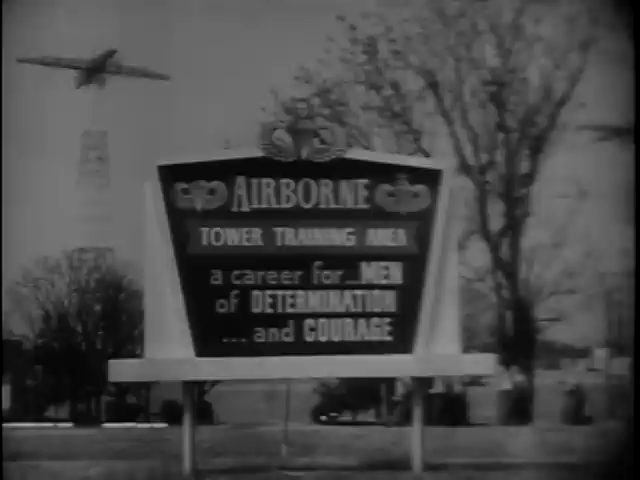 AIRBORNE
TOWER TRAINING AREA
a career for...MEN
of DETERMINATION
...and COURAGE